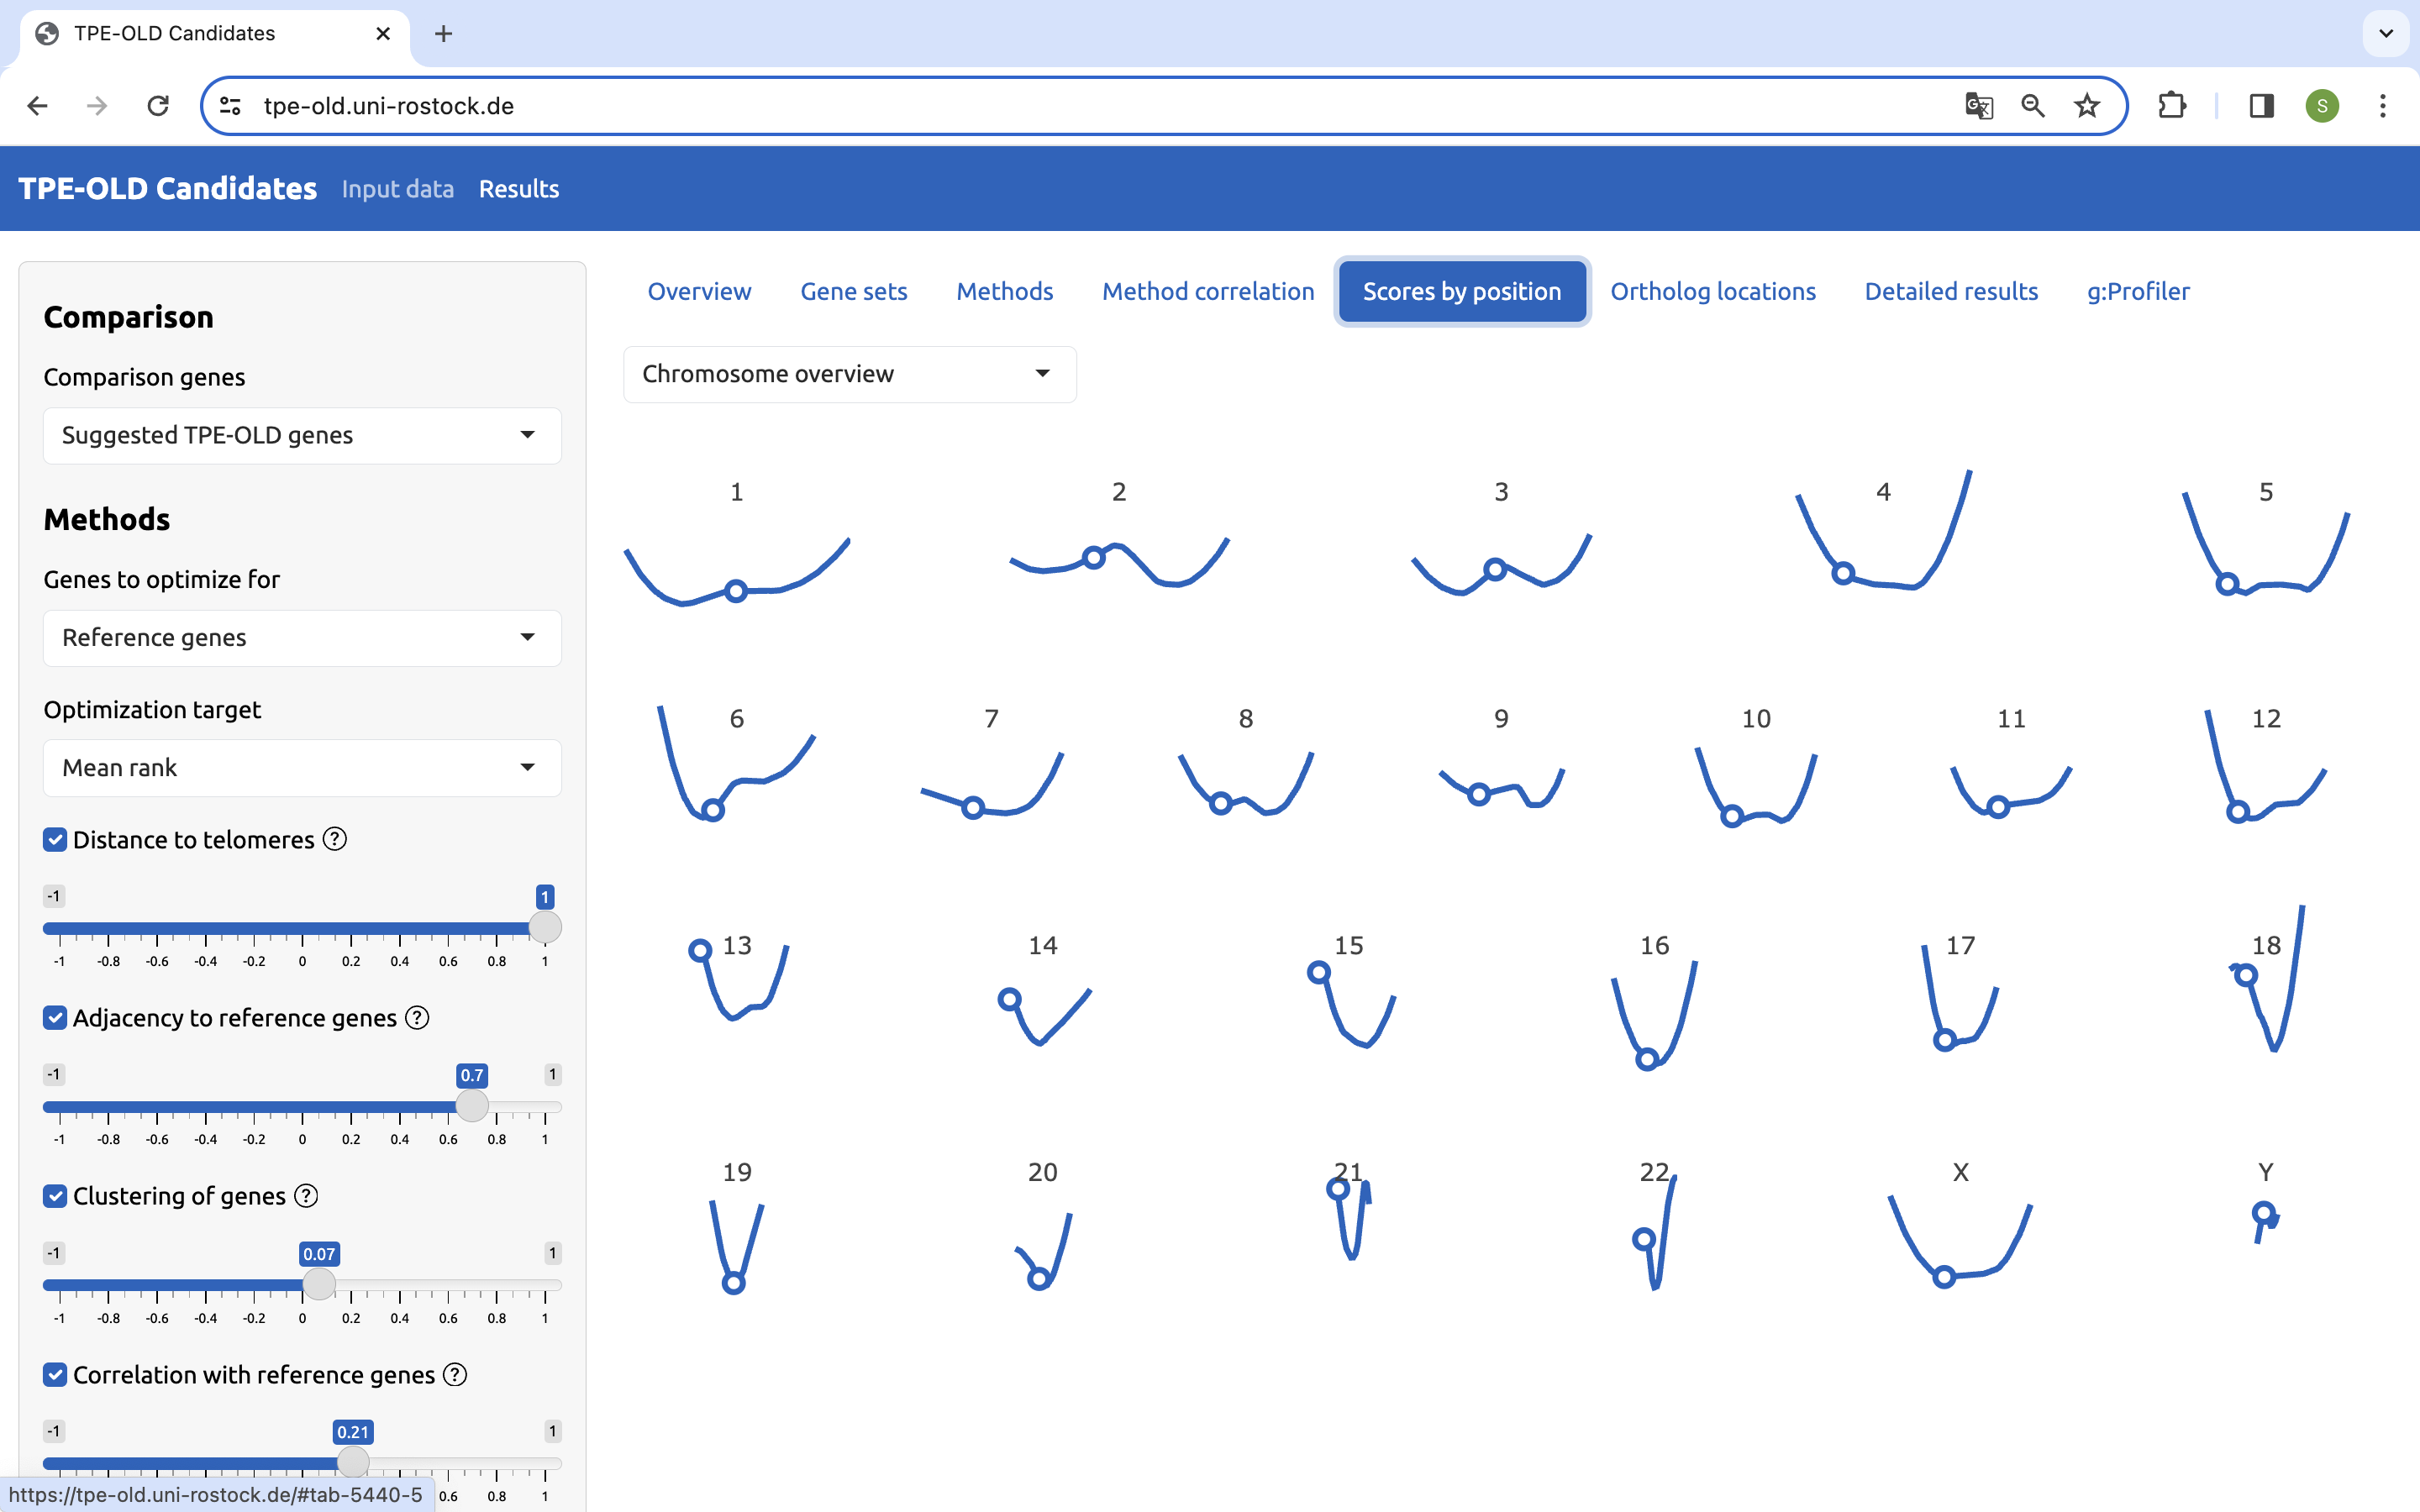 TPE-OLD Candidates
tpe-old.uni-rostock.de
S
TPE-OLD Candidates Input data Results
Comparison
Comparison genes
Suggested TPE-OLD genes
Methods
Genes to optimize for
Reference genes
Optimization target
Mean rank
Distance to telomeres ?
-1 1
-1 -0.8 -0.6 -0.4 -0.2 0 0.2 0.4 0.6 0.8 1
Adjacency to reference genes ?
-1 0.7 1
-1 -0.8 -0.6 -0.4 -0.2 0 0.2 0.4 0.6 0.8 1
Clustering of genes ?
-1 0.07 1
-1 -0.8 -0.6 -0.4 -0.2 0 0.2 0.4 0.6 0.8 1
Correlation with reference genes ?
-1 0.21 1
0.6 0.8 1
https://tpe-old.uni-rostock.de/#tab-5440-5
Overview Gene sets Methods Method correlation Scores by position Ortholog locations Detailed results g:Profiler
Chromosome overview
1 2 3 4 5
6 7 8 9 10 11 12
13 14 15 16 17 18
19 20 21 22 X Y